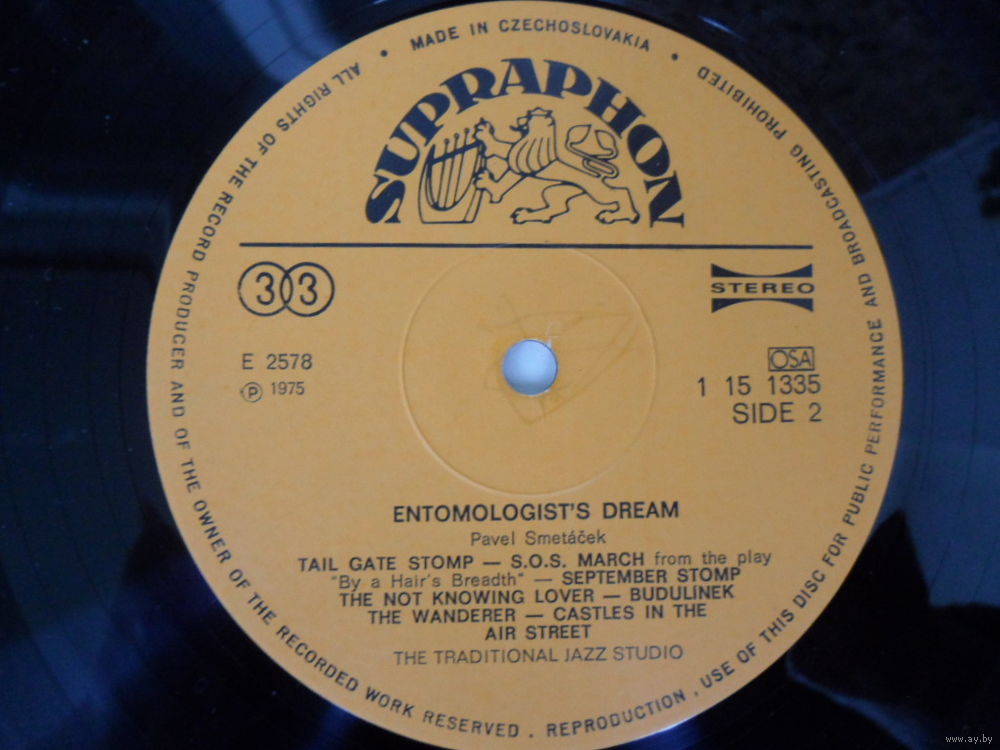 ALL RIGHTS OF THE RECORD PRODUCER AND OF THE OWNER OF THE RECORDED WORK RESERVED . REPRODUCTION , USE OF THIS DISC FOR PUBLIC PERFORMANCE AND BROADCASTING PROHIBITED
• MADE IN CZECHOSLOVAKIA •
SUPRAPHON
33
STEREO
E 2578
OSA
℗ 1975
1 15 1335
SIDE 2
ENTOMOLOGIST'S DREAM
Pavel Smetáček
TAIL GATE STOMP — S.O.S. MARCH from the play
"By a Hair's Breadth" — SEPTEMBER STOMP
THE NOT KNOWING LOVER — BUDULÍNEK
THE WANDERER — CASTLES IN THE
AIR STREET
THE TRADITIONAL JAZZ STUDIO
www.ay.by